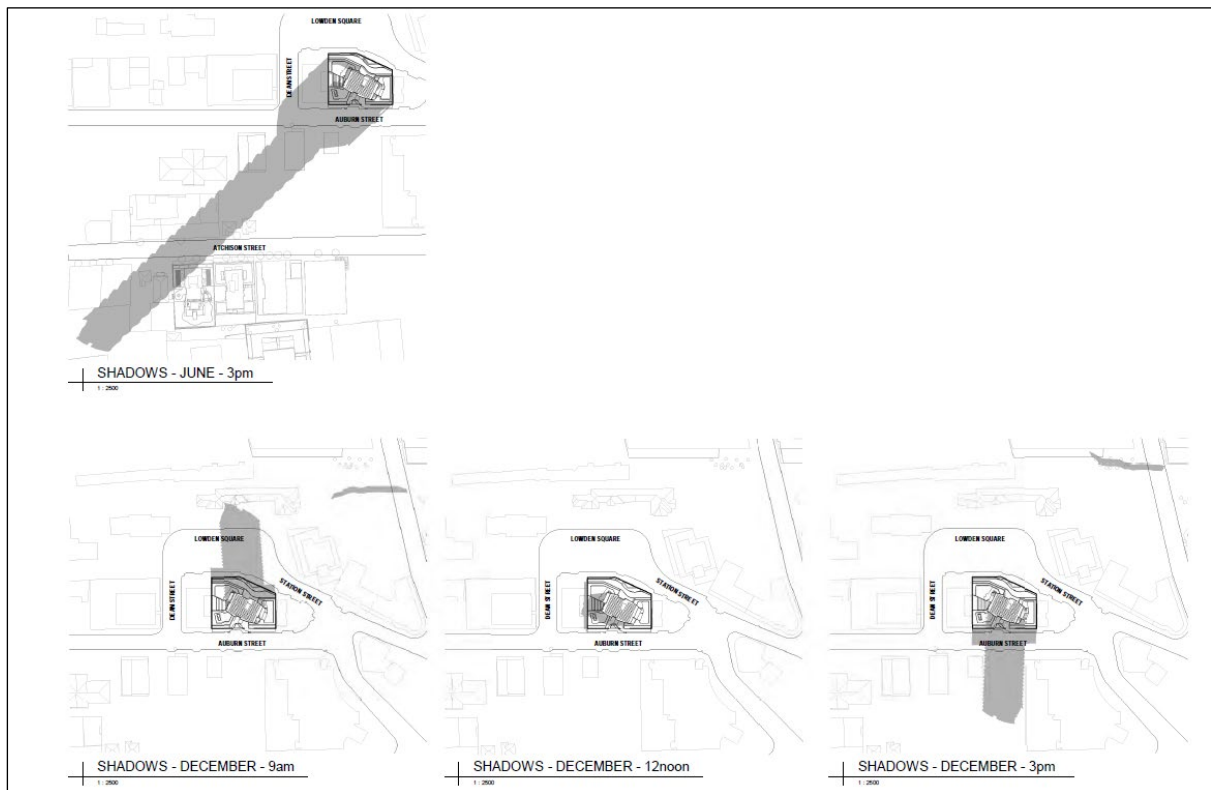 LOWDEN SQUARE
DEAN STREET
AUBURN STREET
ATCHISON STREET
SHADOWS - JUNE - 3pm
1 : 2500
LOWDEN SQUARE
DEAN STREET
STATION STREET
AUBURN STREET
SHADOWS - DECEMBER - 9am
1 : 2500
LOWDEN SQUARE
DEAN STREET
STATION STREET
AUBURN STREET
SHADOWS - DECEMBER - 12noon
1 : 2500
LOWDEN SQUARE
DEAN STREET
STATION STREET
AUBURN STREET
SHADOWS - DECEMBER - 3pm
1 : 2500